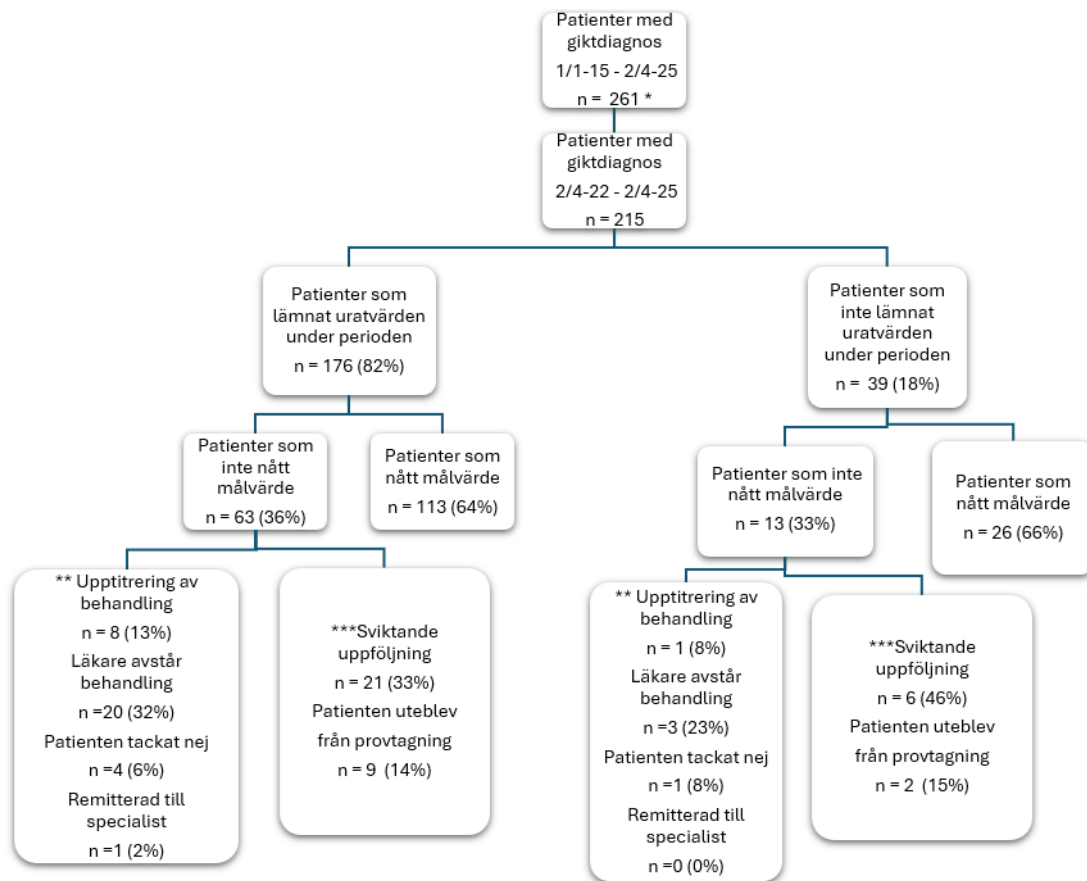 Patienter med
giktdiagnos
1/1-15 - 2/4-25
n = 261 *
Patienter med
giktdiagnos
2/4-22 - 2/4-25
n = 215
Patienter som
lämnat uratvärden
under perioden
n = 176 (82%)
Patienter som
inte lämnat
uratvärden
under perioden
n = 39 (18%)
Patienter som
inte nått
målvärde
n = 63 (36%)
Patienter som
nått målvärde
n = 113 (64%)
Patienter som inte
nått målvärde
n = 13 (33%)
Patienter som
nått målvärde
n = 26 (66%)
** Upptitrering av
behandling
n = 8 (13%)
Läkare avstår
behandling
n =20 (32%)
Patienten tackat nej
n =4 (6%)
Remitterad till
specialist
n =1 (2%)
***Sviktande
uppföljning
n = 21 (33%)
Patienten uteblev
från provtagning
n = 9 (14%)
** Upptitrering av
behandling
n = 1 (8%)
Läkare avstår
behandling
n =3 (23%)
Patienten tackat nej
n =1 (8%)
Remitterad till
specialist
n =0 (0%)
***Sviktande
uppföljning
n = 6 (46%)
Patienten uteblev
från provtagning
n = 2 (15%)